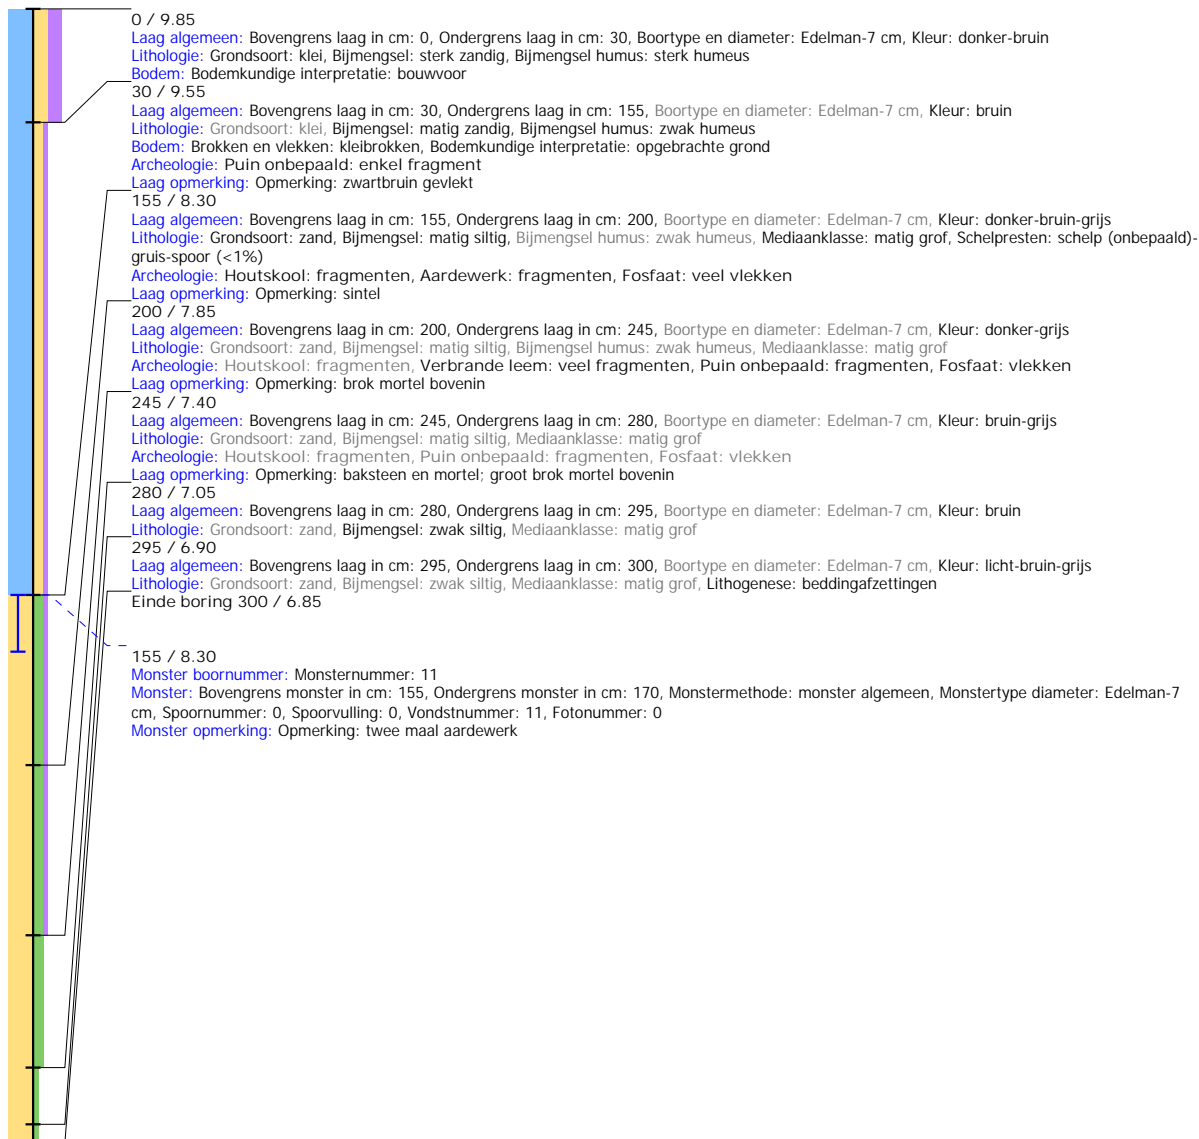 0 / 9.85
Laag algemeen: Bovengrens laag in cm: 0, Ondergrens laag in cm: 30, Boortype en diameter: Edelman-7 cm, Kleur: donker-bruin
Lithologie: Grondsoort: klei, Bijmengsel: sterk zandig, Bijmengsel humus: sterk humeus
Bodem: Bodemkundige interpretatie: bouwvoor
30 / 9.55
Laag algemeen: Bovengrens laag in cm: 30, Ondergrens laag in cm: 155, Boortype en diameter: Edelman-7 cm, Kleur: bruin
Lithologie: Grondsoort: klei, Bijmengsel: matig zandig, Bijmengsel humus: zwak humeus
Bodem: Brokken en vlekken: kleibrokken, Bodemkundige interpretatie: opgebrachte grond
Archeologie: Puin onbepaald: enkel fragment
Laag opmerking: Opmerking: zwartbruin gevlekt
155 / 8.30
Laag algemeen: Bovengrens laag in cm: 155, Ondergrens laag in cm: 200, Boortype en diameter: Edelman-7 cm, Kleur: donker-bruin-grijs
Lithologie: Grondsoort: zand, Bijmengsel: matig siltig, Bijmengsel humus: zwak humeus, Mediaanklasse: matig grof, Schelpresten: schelp (onbepaald)-
gruis-spoor (<1%)
Archeologie: Houtskool: fragmenten, Aardewerk: fragmenten, Fosfaat: veel vlekken
Laag opmerking: Opmerking: sintel
200 / 7.85
Laag algemeen: Bovengrens laag in cm: 200, Ondergrens laag in cm: 245, Boortype en diameter: Edelman-7 cm, Kleur: donker-grijs
Lithologie: Grondsoort: zand, Bijmengsel: matig siltig, Bijmengsel humus: zwak humeus, Mediaanklasse: matig grof
Archeologie: Houtskool: fragmenten, Verbrande leem: veel fragmenten, Puin onbepaald: fragmenten, Fosfaat: vlekken
Laag opmerking: Opmerking: brok mortel bovenin
245 / 7.40
Laag algemeen: Bovengrens laag in cm: 245, Ondergrens laag in cm: 280, Boortype en diameter: Edelman-7 cm, Kleur: bruin-grijs
Lithologie: Grondsoort: zand, Bijmengsel: matig siltig, Mediaanklasse: matig grof
Archeologie: Houtskool: fragmenten, Puin onbepaald: fragmenten, Fosfaat: vlekken
Laag opmerking: Opmerking: baksteen en mortel; groot brok mortel bovenin
280 / 7.05
Laag algemeen: Bovengrens laag in cm: 280, Ondergrens laag in cm: 295, Boortype en diameter: Edelman-7 cm, Kleur: bruin
Lithologie: Grondsoort: zand, Bijmengsel: zwak siltig, Mediaanklasse: matig grof
295 / 6.90
Laag algemeen: Bovengrens laag in cm: 295, Ondergrens laag in cm: 300, Boortype en diameter: Edelman-7 cm, Kleur: licht-bruin-grijs
Lithologie: Grondsoort: zand, Bijmengsel: zwak siltig, Mediaanklasse: matig grof, Lithogenese: beddingafzettingen
Einde boring 300 / 6.85
155 / 8.30
Monster boornummer: Monsternummer: 11
Monster: Bovengrens monster in cm: 155, Ondergrens monster in cm: 170, Monstermethode: monster algemeen, Monstertype diameter: Edelman-7
cm, Spoornummer: 0, Spoorvulling: 0, Vondstnummer: 11, Fotonummer: 0
Monster opmerking: Opmerking: twee maal aardewerk